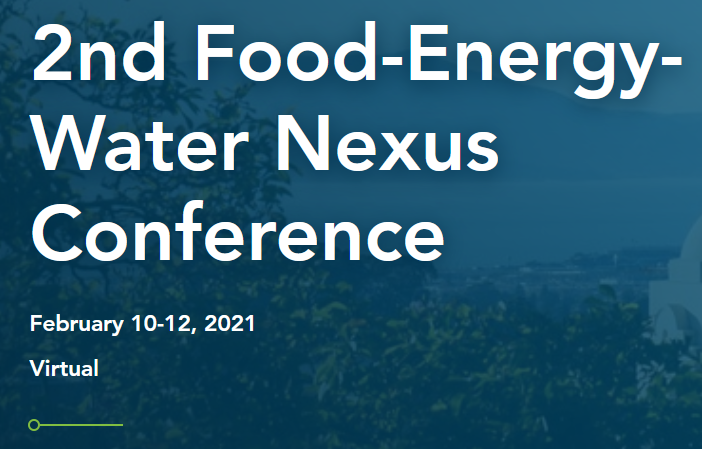 2nd Food-Energy-
Water Nexus
Conference
February 10-12, 2021
Virtual